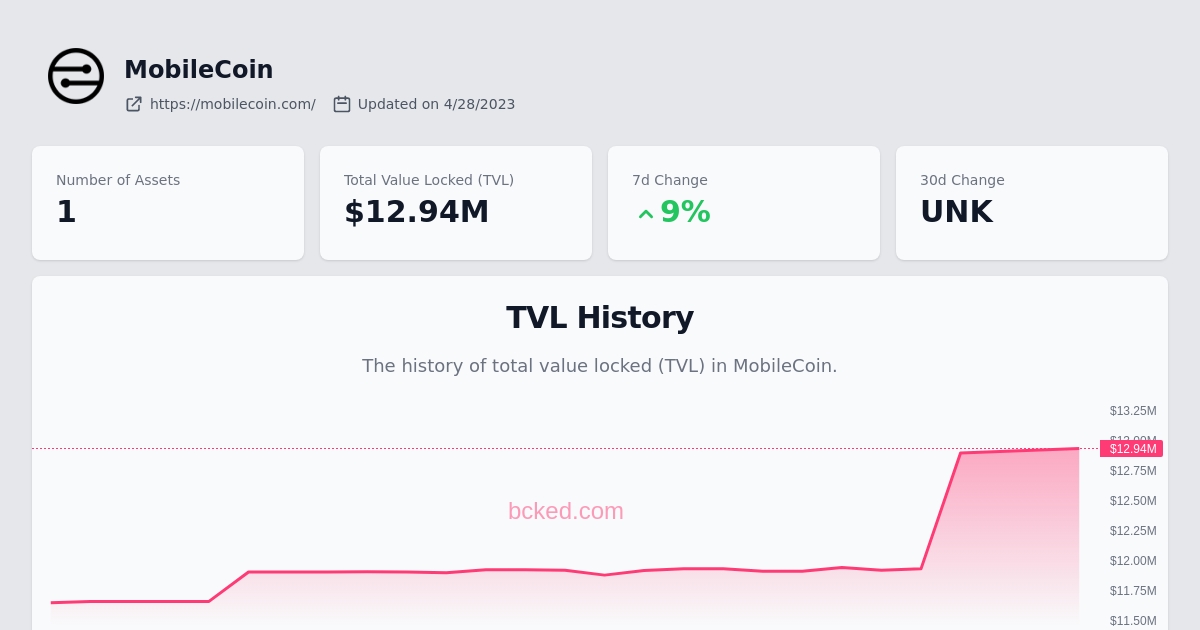 MobileCoin
https://mobilecoin.com/ Updated on 4/28/2023
Number of Assets
1
Total Value Locked (TVL)
$12.94M
7d Change
9%
30d Change
UNK
TVL History
The history of total value locked (TVL) in MobileCoin.
$13.25M
$12.94M
$12.75M
bcked.com
$12.50M
$12.25M
$12.00M
$11.75M
$11.50M